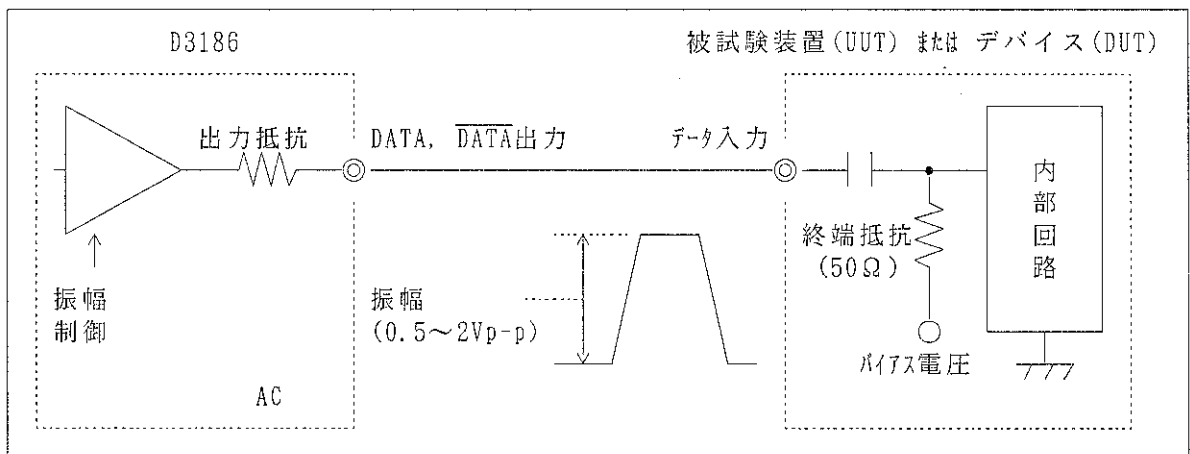 D3186
被試験装置(UUT) または デバイス(DUT)
出力抵抗
DATA, DATA出力
データ入力
内部回路
終端抵抗
(50Ω)
振幅
制御
振幅
(0.5～2Vp-p)
バイアス電圧
AC